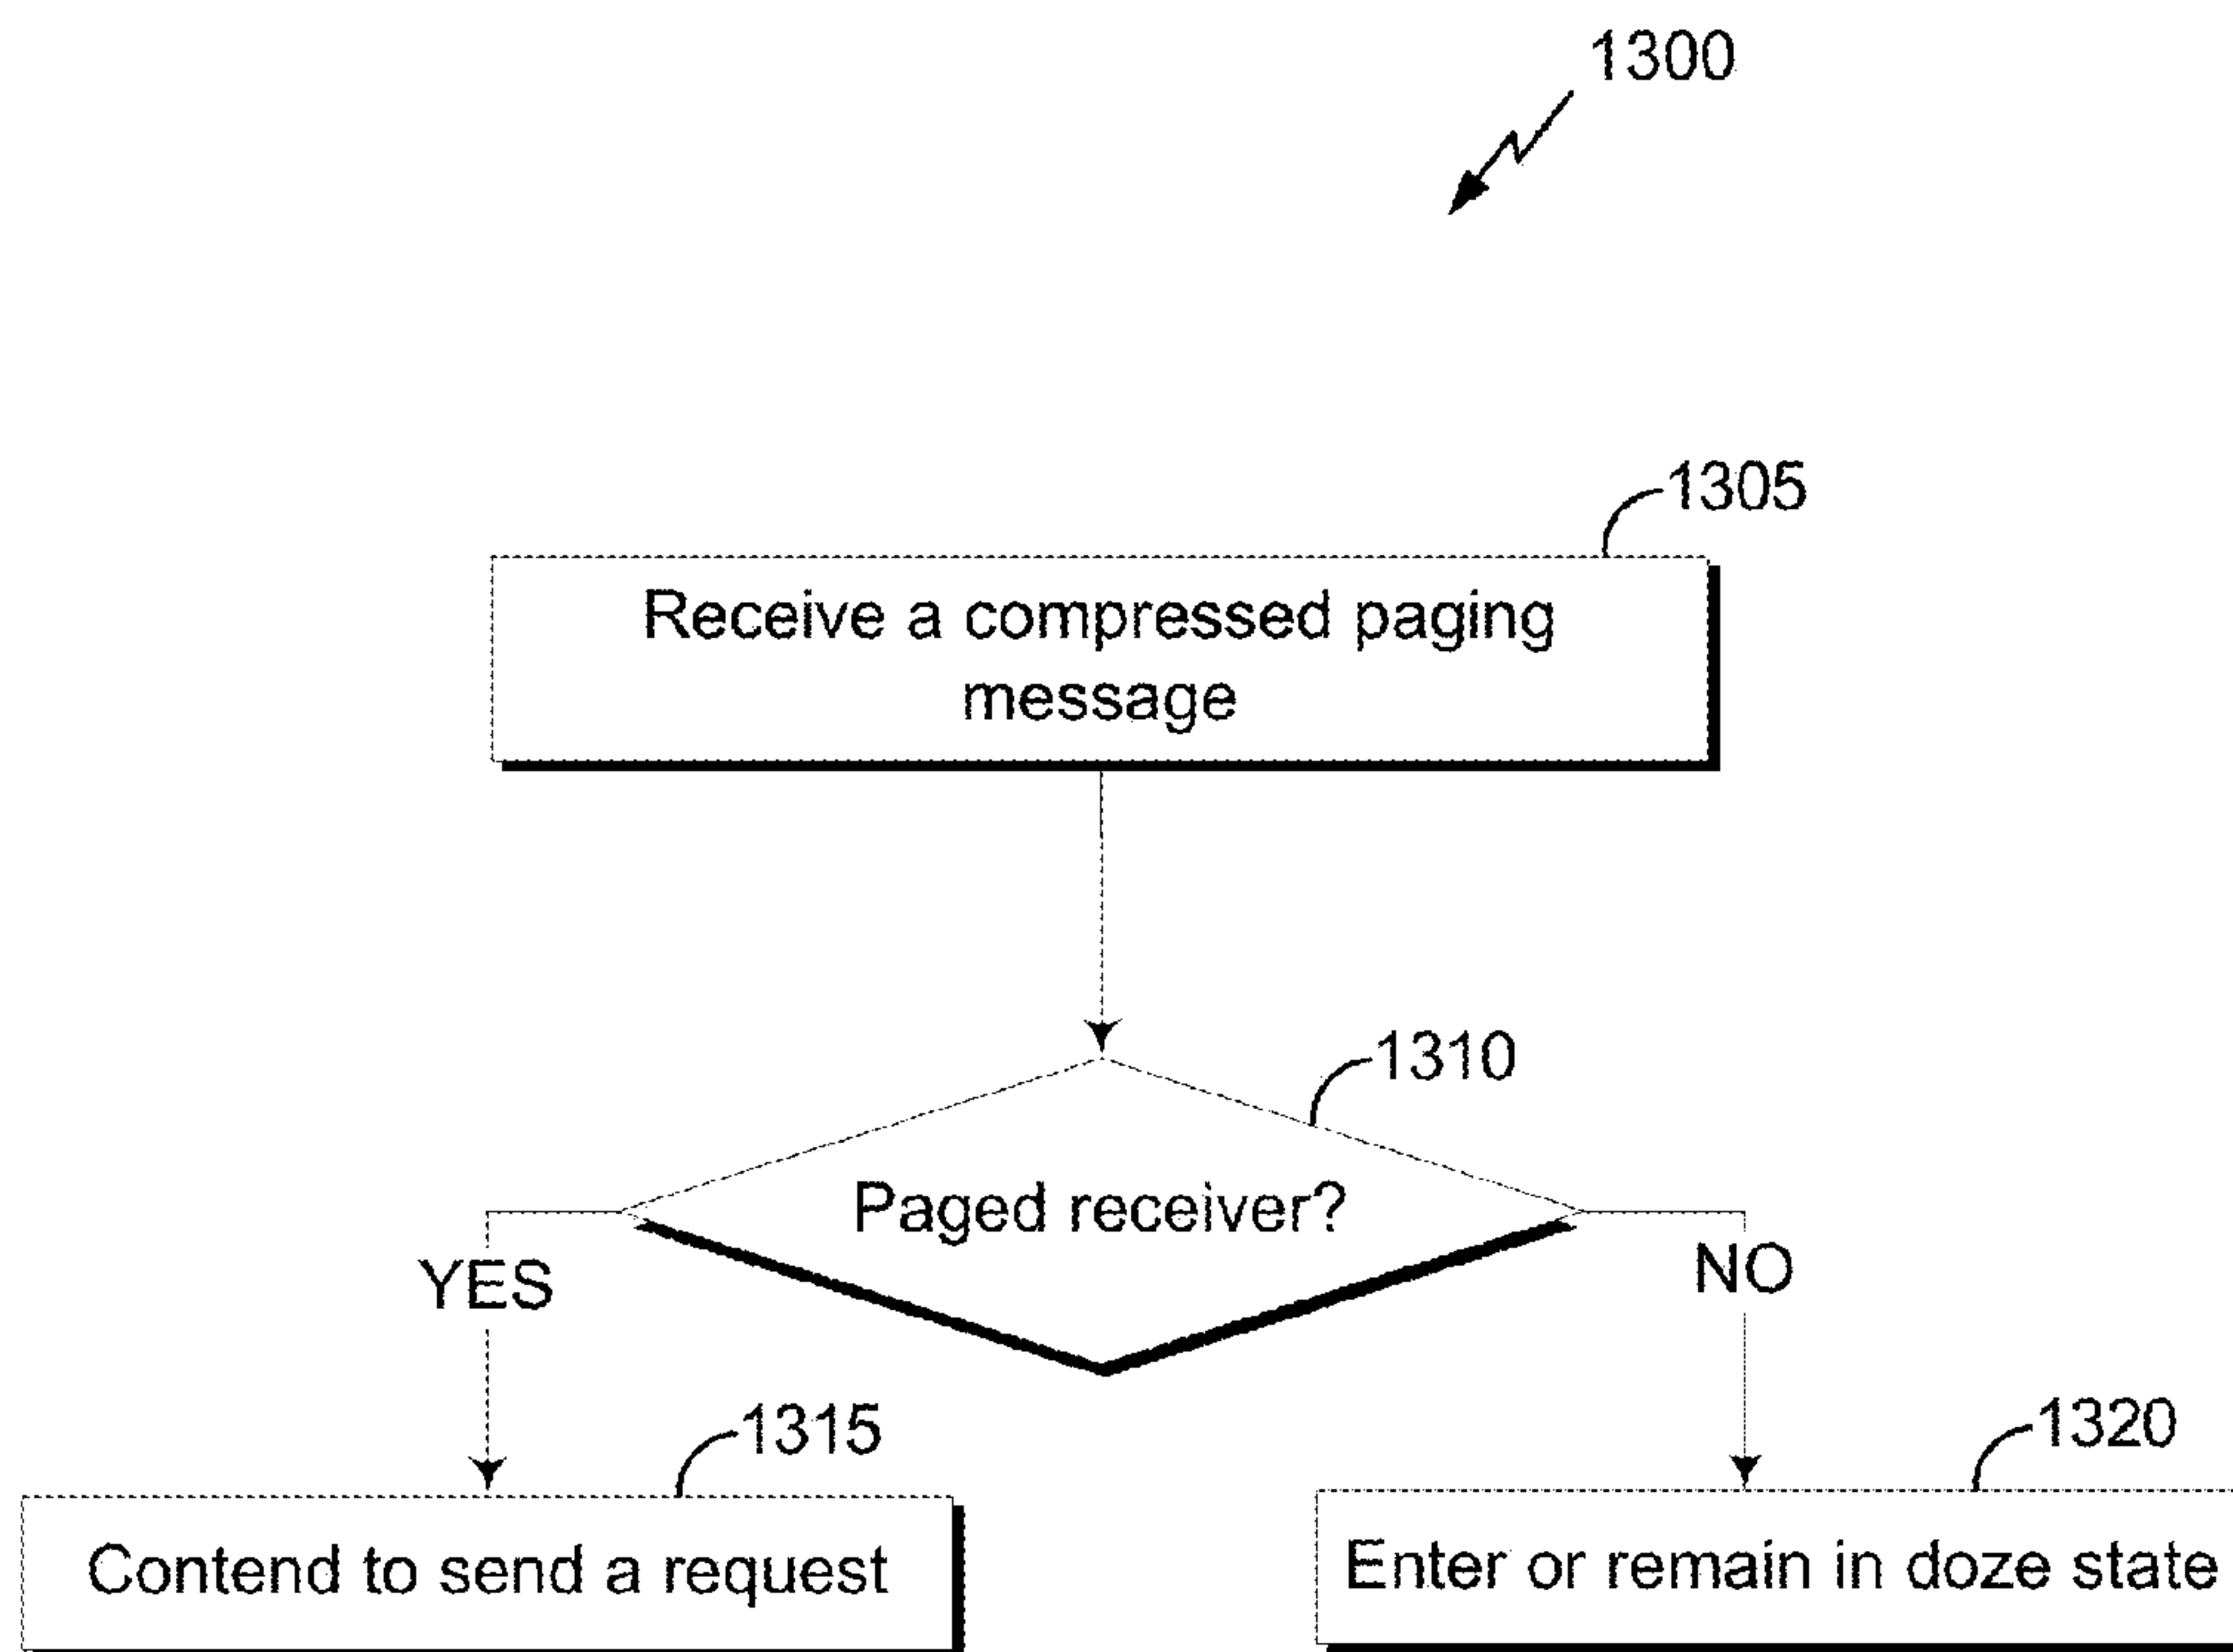 1300
1305
Receive a compressed paging
message
1310
Paged receiver?
YES
NO
1315
1320
Contend to send a request
Enter or remain in doze state